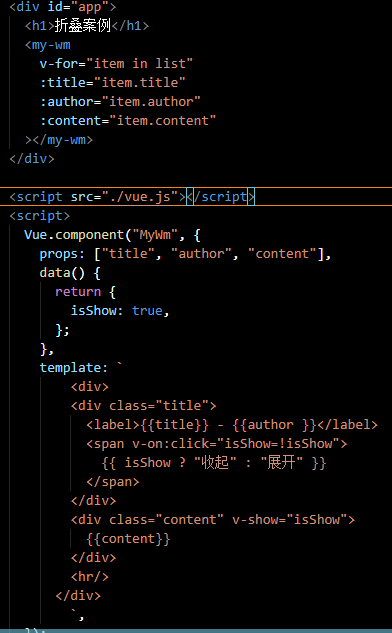 <div id="app">
<h1>折叠案例</h1>
<my-wm
v-for="item in list"
:title="item.title"
:author="item.author"
:content="item.content"
></my-wm>
</div>
<script src="./vue.js"></script>
<script>
Vue.component("MyWm", {
props: ["title", "author", "content"],
data() {
return {
isShow: true,
};
},
template: `
<div>
<div class="title">
<label>{{title}} - {{author }}</label>
<span v-on:click="isShow=!isShow">
{{ isShow ? "收起" : "展开" }}
</span>
</div>
<div class="content" v-show="isShow">
{{content}}
</div>
<hr/>
</div>
`,
});